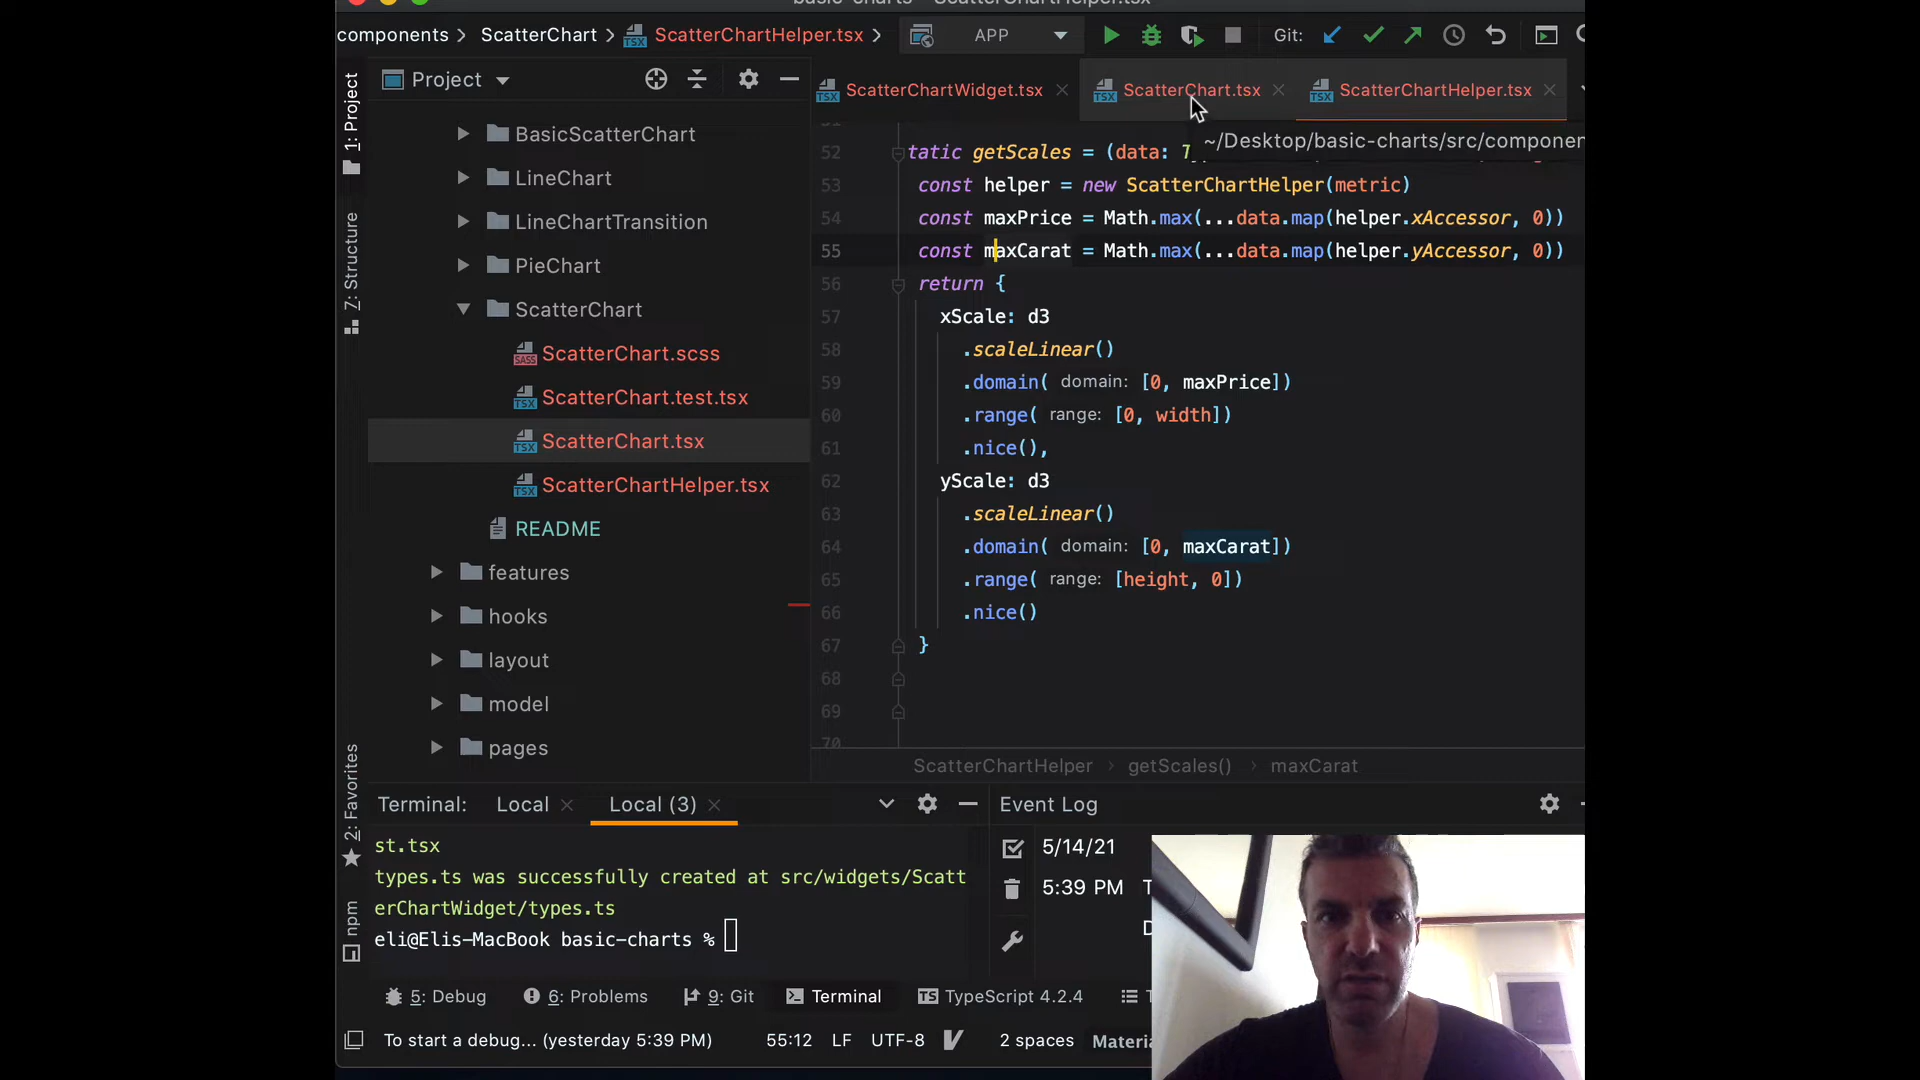 basic-charts – ScatterChartHelper.tsx
components ScatterChart ScatterChartHelper.tsx APP Git:
1: Project
7: Structure
2: Favorites
npm
Project
BasicScatterChart
LineChart
LineChartTransition
PieChart
ScatterChart
ScatterChart.scss
ScatterChart.test.tsx
ScatterChart.tsx
ScatterChartHelper.tsx
README
features
hooks
layout
model
pages
ScatterChartWidget.tsx ScatterChart.tsx ScatterChartHelper.tsx
~/Desktop/basic-charts/src/componen
52 tatic getScales = (data: T
53 const helper = new ScatterChartHelper(metric)
54 const maxPrice = Math.max(...data.map(helper.xAccessor, 0))
55 const maxCarat = Math.max(...data.map(helper.yAccessor, 0))
56 return {
57 xScale: d3
58 .scaleLinear()
59 .domain( domain: [0, maxPrice])
60 .range( range: [0, width])
61 .nice(),
62 yScale: d3
63 .scaleLinear()
64 .domain( domain: [0, maxCarat])
65 .range( range: [height, 0])
66 .nice()
67 }
68
69
70
ScatterChartHelper getScales() maxCarat
Terminal: Local Local (3)
st.tsx
types.ts was successfully created at src/widgets/Scatt
erChartWidget/types.ts
eli@Elis-MacBook basic-charts %
Event Log
5/14/21
5:39 PM T
D
5: Debug 6: Problems 9: Git Terminal TypeScript 4.2.4 T
To start a debug... (yesterday 5:39 PM) 55:12 LF UTF-8 2 spaces Materia